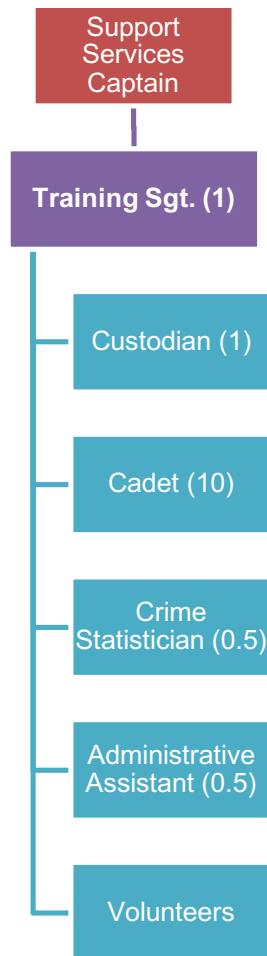 Support
Services
Captain
Training Sgt. (1)
Custodian (1)
Cadet (10)
Crime
Statistician (0.5)
Administrative
Assistant (0.5)
Volunteers